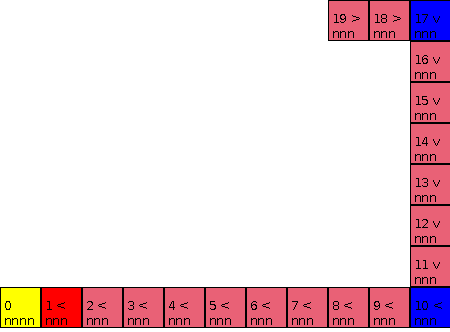 19 > 18 > 17 v
nnn nnn nnn
16 v
nnn
15 v
nnn
14 v
nnn
13 v
nnn
12 v
nnn
11 v
nnn
0 1 < 2 < 3 < 4 < 5 < 6 < 7 < 8 < 9 < 10 <
nnnn nnn nnn nnn nnn nnn nnn nnn nnn nnn nnn